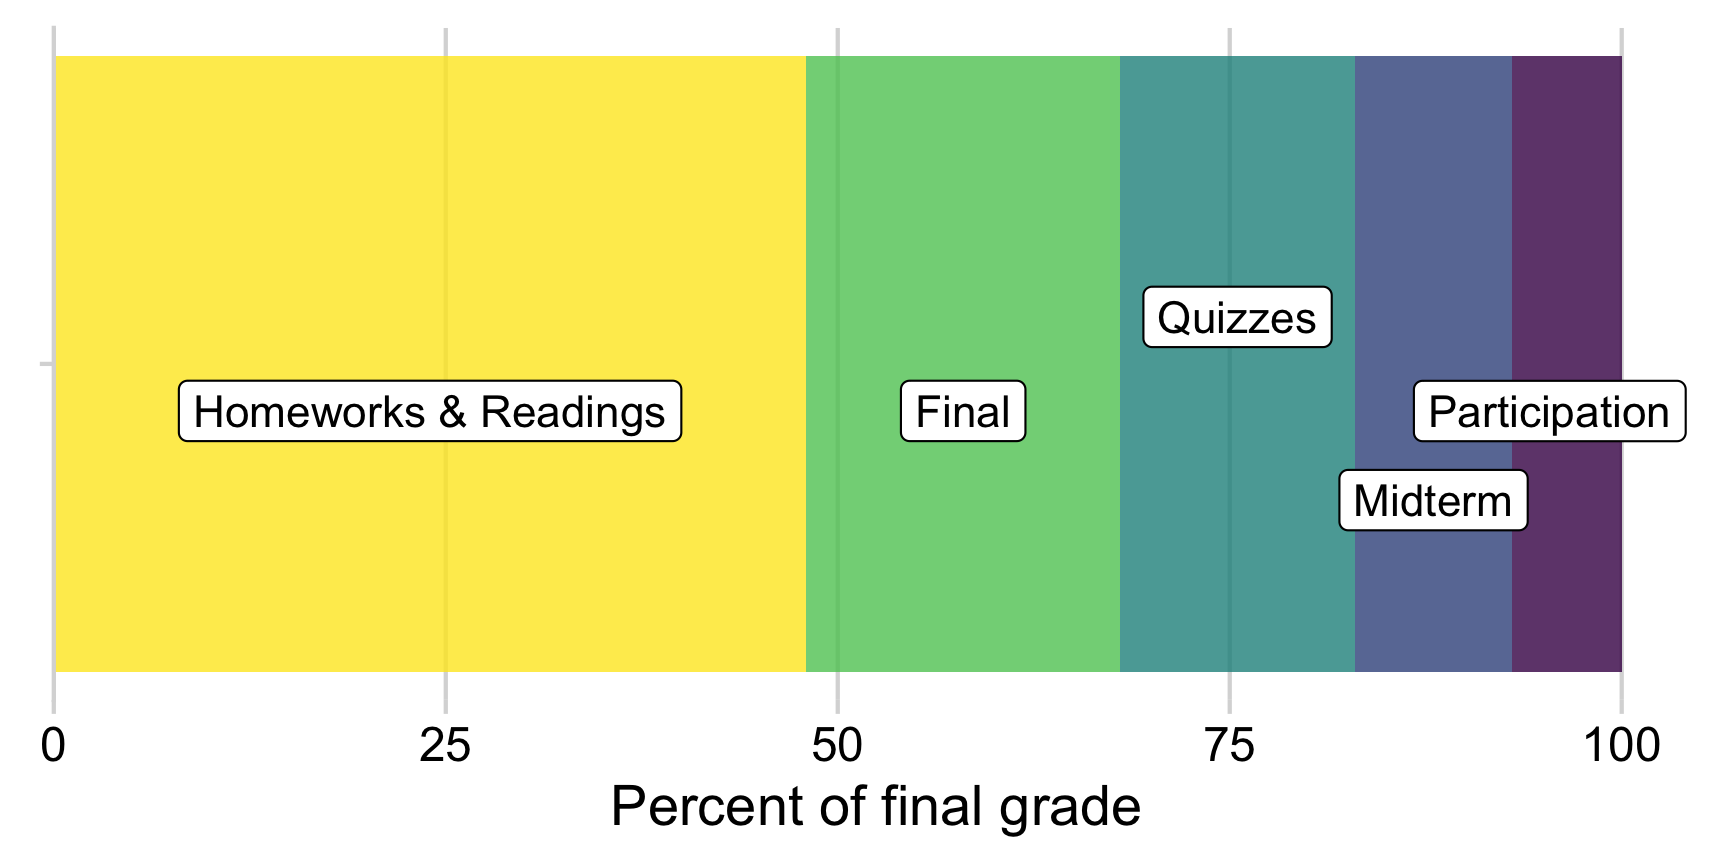 Quizzes
Homeworks & Readings
Final
Participation
Midterm
0
25
50
75
100
Percent of final grade